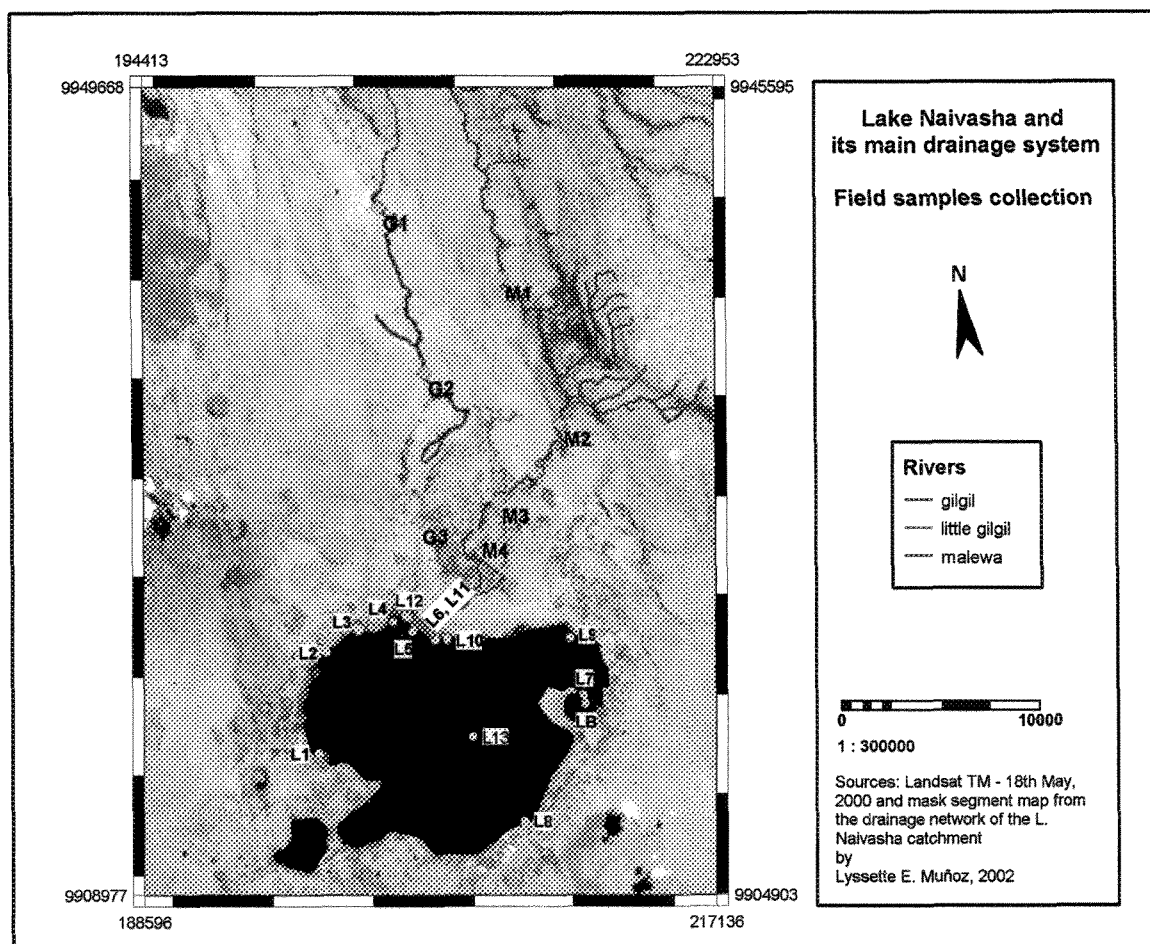 194413
222953
9949668
9945595
G1
M1
G2
M2
M3
G3
M4
L12
L6, L11
L4
L3
L5
L10
L9
L2
L7
LB
L13
L1
L8
9908977
9904903
188596
217136
Lake Naivasha and
its main drainage system
Field samples collection
N
Rivers
gilgil
little gilgil
malewa
0 10000
1 : 300000
Sources: Landsat TM - 18th May,
2000 and mask segment map from
the drainage network of the L.
Naivasha catchment
by
Lyssette E. Muñoz, 2002